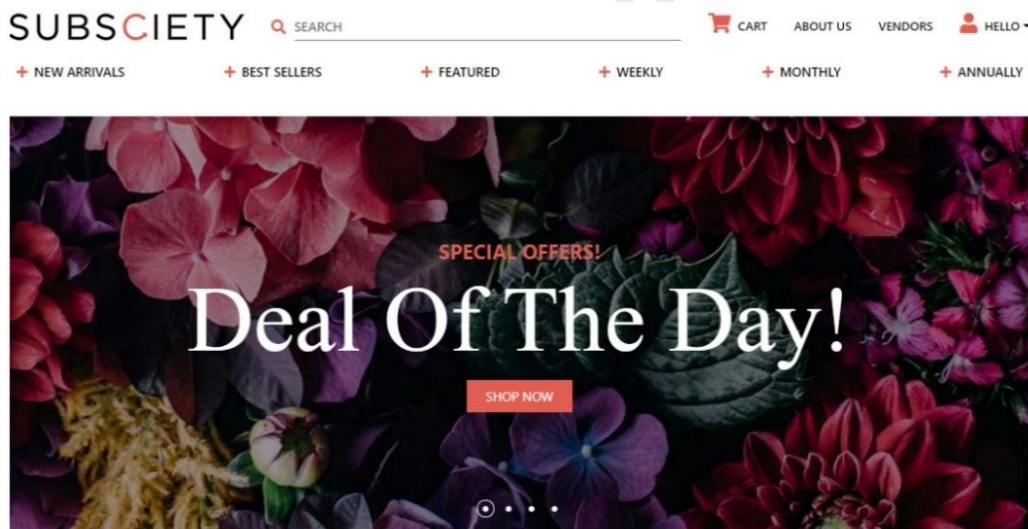 SUBSCIETY SEARCH CART ABOUT US VENDORS HELLO
NEW ARRIVALS BEST SELLERS FEATURED WEEKLY MONTHLY ANNUALLY
SPECIAL OFFERS!
Deal Of The Day!
SHOP NOW